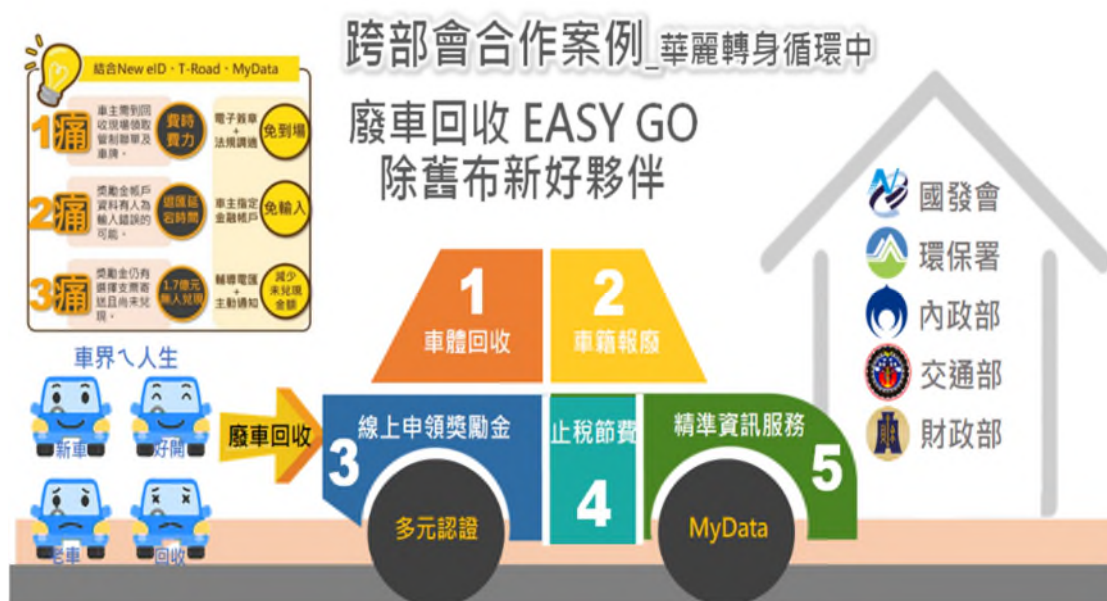 跨部會合作案例_華麗轉身循環中
廢車回收 EASY GO
除舊布新好夥伴
結合New eID、T-Road、MyData
1痛
車主需到回
收現場領取
管制聯單及
車牌。
費時
費力
電子簽章
+
法規調適
免到場
2痛
獎勵金帳戶
資料有人為
輸入錯誤的
可能。
退匯延
宕時間
車主指定
金融帳戶
免輸入
3痛
獎勵金仍有
選擇支票寄
送且尚未兌
現。
1.7億元
無人兌現
輔導電匯
+
主動通知
減少
未兌現
金額
車界ㄟ人生
新車
好開
老車
回收
廢車回收
1
車體回收
2
車籍報廢
3
線上申領獎勵金
止稅節費
4
精準資訊服務
5
多元認證
MyData
國發會
環保署
內政部
交通部
財政部